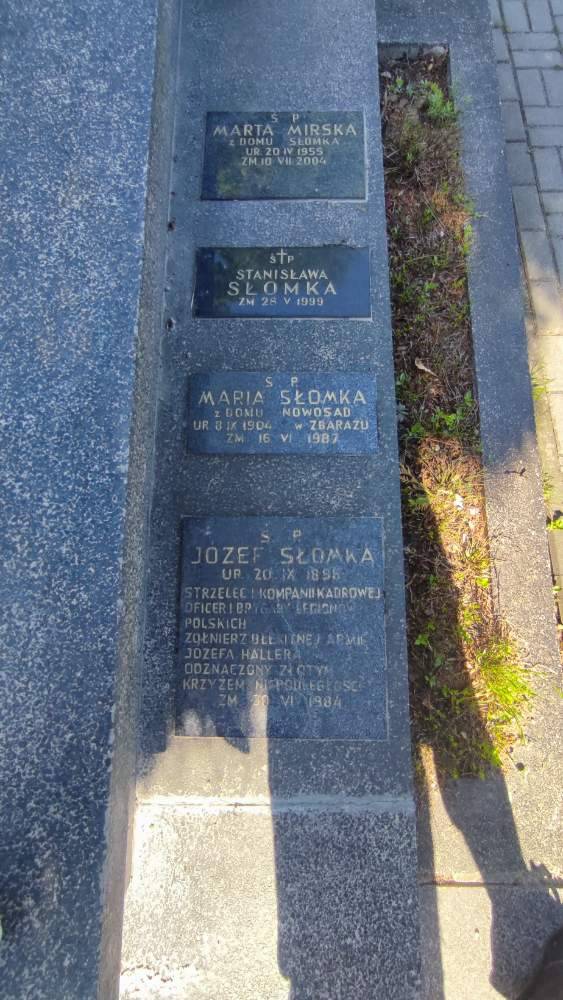 Ś P
MARTA MIRSKA
z DOMU SŁOMKA
UR. 20 IV 1955
ZM. 10 VII 2004
Ś†P
STANISŁAWA
SŁOMKA
ZM 28 V 1999
Ś P
MARIA SŁOMKA
z DOMU NOWOSAD
UR 8 IX 1904 w ZBARAŻU
ZM. 16 VI 1987
Ś P
JÓZEF SŁOMKA
UR. 20 IX 1898
STRZELEC I KOMPANII KADROWEJ
OFICER I BRYGADY LEGIONÓW
POLSKICH
ŻOŁNIERZ BŁĘKITNEJ ARMII
JÓZEFA HALLERA
ODZNACZONY ZŁOTYM
KRZYŻEM NIEPODLEGŁOŚCI
ZM 30 VI 1984